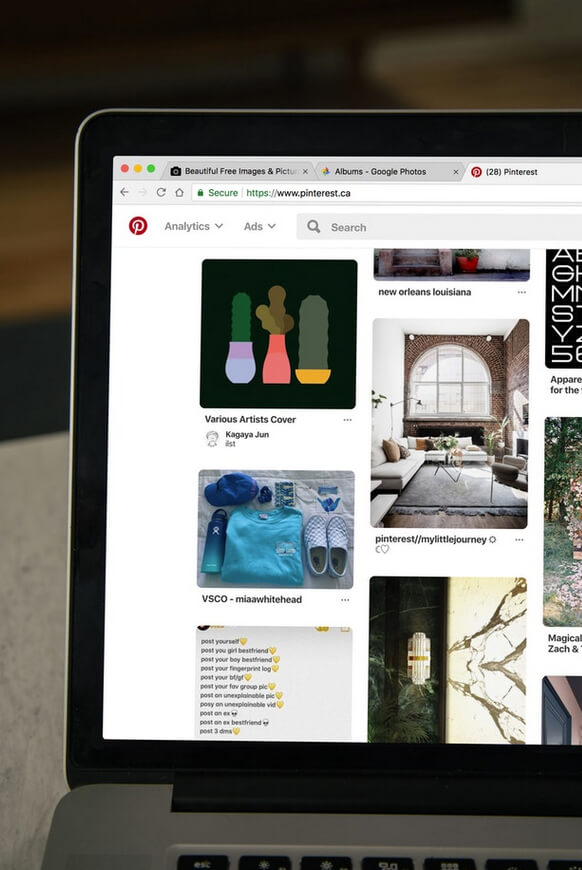 Beautiful Free Images & Pictu
Albums - Google Photos
(28) Pinterest
Secure https://www.pinterest.ca
Analytics Ads Search
Various Artists Cover
Kagaya Jun
ilst
VSCO - miaawhitehead
post yourself💛
post you girl bestfriend💛
post your boy bestfriend💛
post your fingerprint log💛
post your bf/gf💛
post your fav group pic💛
post an unexplainable pic💛
posy an unexplainable vid💛
post an ex💀
post an ex bestfriend💀
post 3 dms💛
new orleans louisiana
pinterest//mylittlejourney
Appare
for the
Magical
Zach &
esc